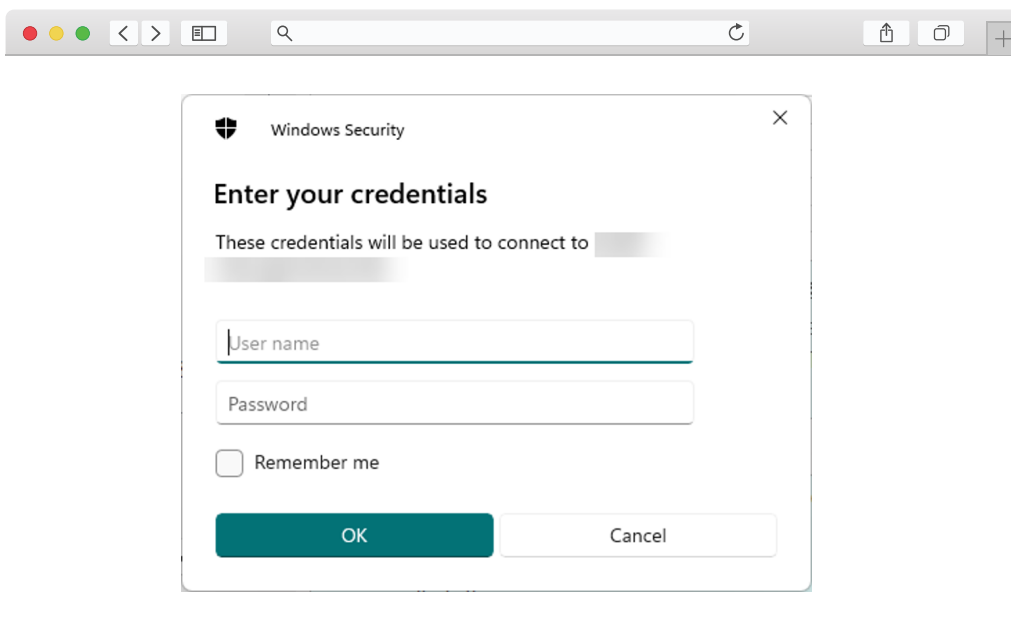 Windows Security
Enter your credentials
These credentials will be used to connect to
User name
Password
Remember me
OK
Cancel